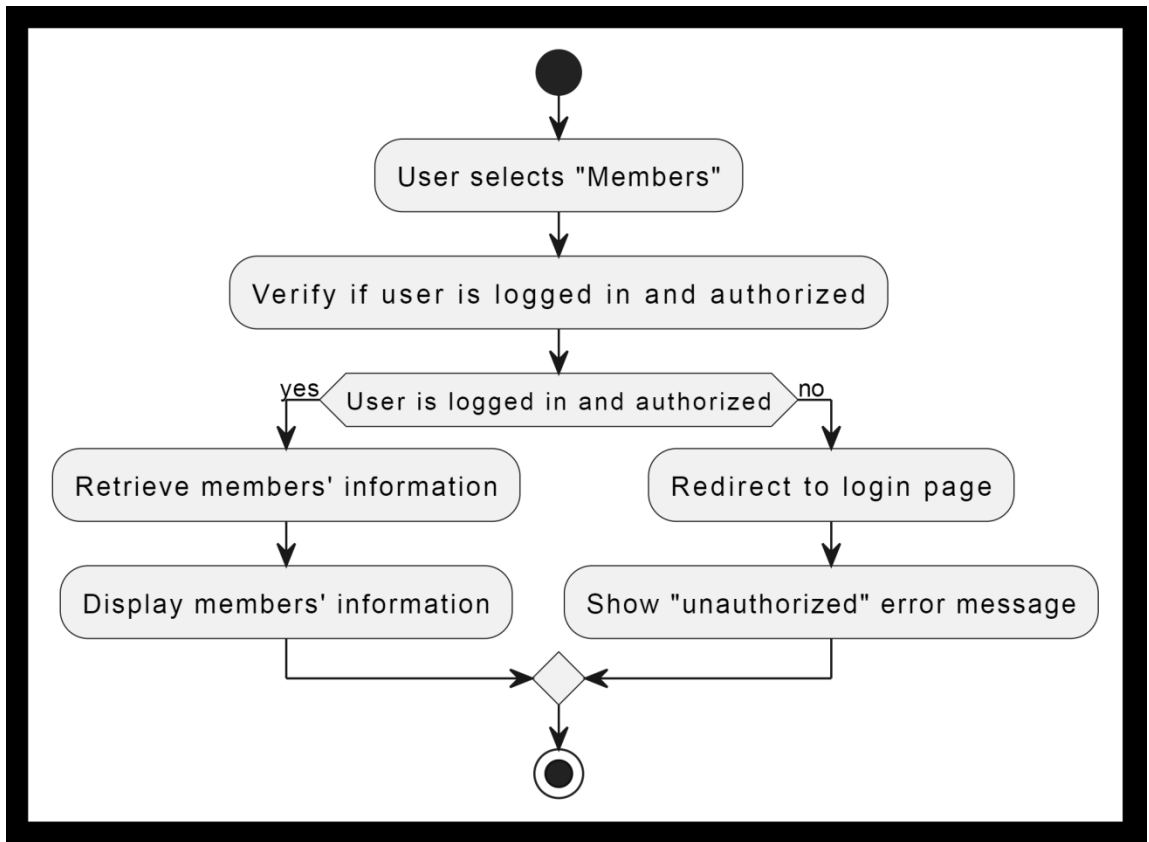 User selects "Members"
Verify if user is logged in and authorized
yes
User is logged in and authorized
no
Retrieve members' information
Redirect to login page
Display members' information
Show "unauthorized" error message